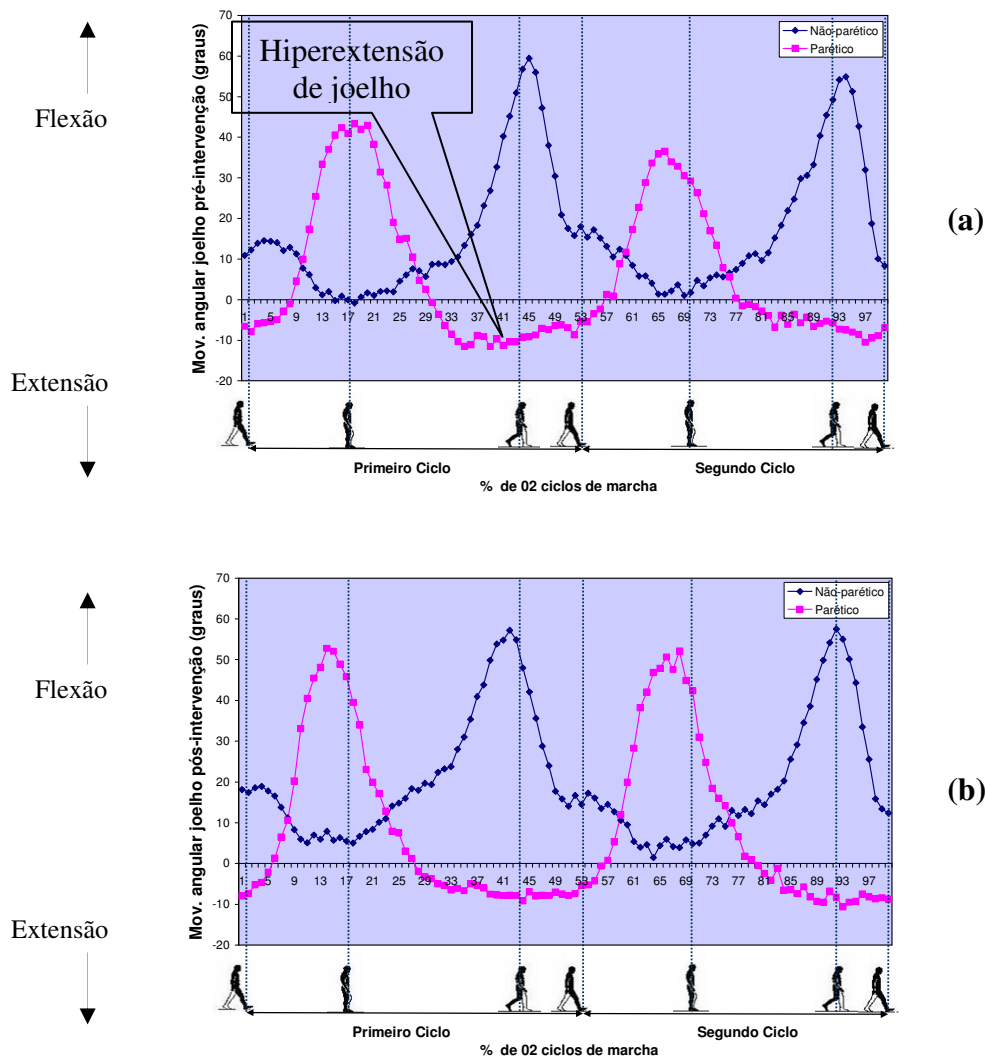 Flexão
Extensão
Mov. angular joelho pré-intervenção (graus)
70
60
50
40
30
20
10
0
-10
-20
Hiperextensão
de joelho
Não-parético
Parético
1 5 9 13 17 21 25 29 33 37 41 45 49 53 57 61 65 69 73 77 81 85 89 93 97
Primeiro Ciclo
Segundo Ciclo
% de 02 ciclos de marcha
(a)
Flexão
Extensão
Mov. angular joelho pós-intervenção (graus)
70
60
50
40
30
20
10
0
-10
-20
Não-parético
Parético
1 5 9 13 17 21 25 29 33 37 41 45 49 53 57 61 65 69 73 77 81 85 89 93 97
Primeiro Ciclo
Segundo Ciclo
% de 02 ciclos de marcha
(b)